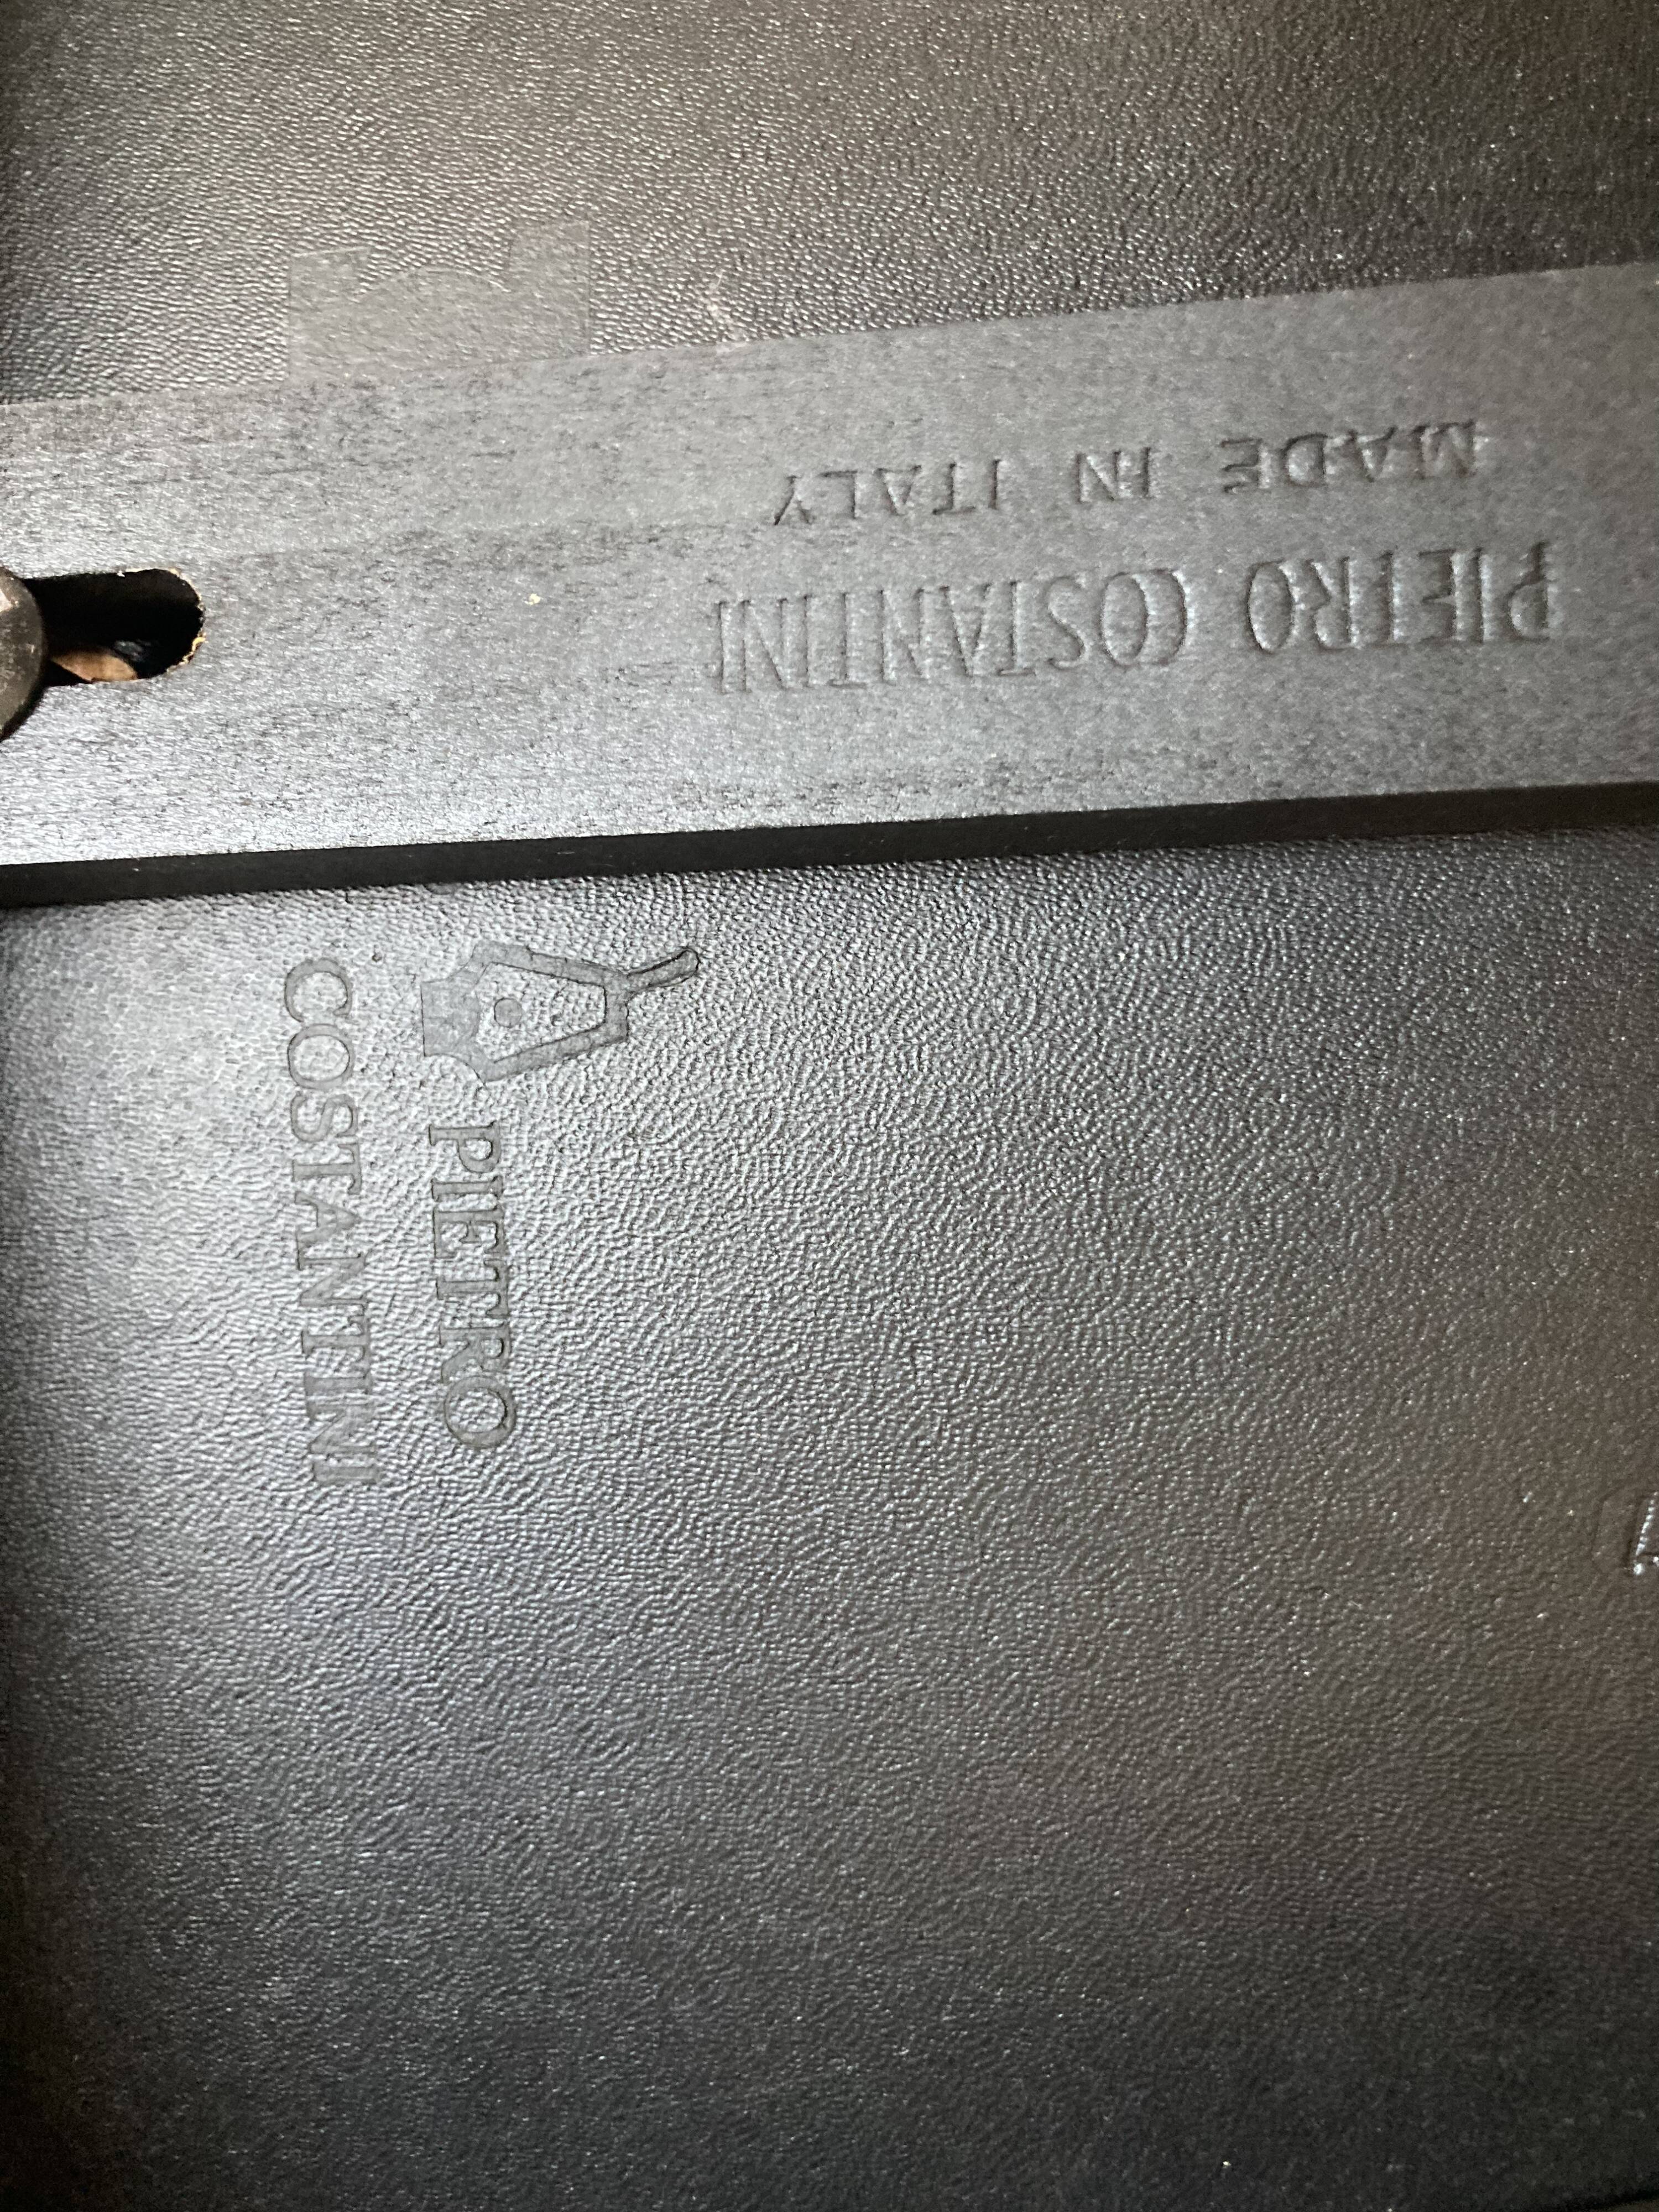 PIETRO COSTANTINI
MADE IN ITALY
PIETRO
COSTANTINI